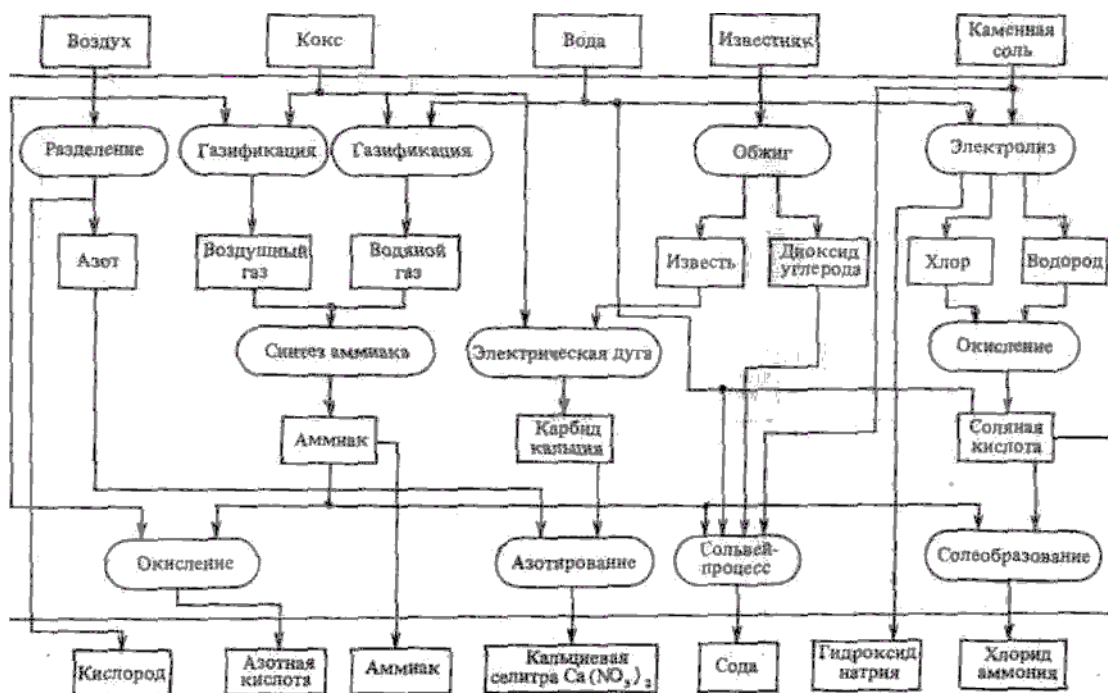 Воздух
Кокс
Вода
Известняк
Каменная
соль
Разделение
Газификация
Газификация
Обжиг
Электролиз
Азот
Воздушный
газ
Водяной
газ
Известь
Диоксид
углерода
Хлор
Водород
Синтез аммиака
Электрическая дуга
Окисление
Аммиак
Карбид
кальция
Соляная
кислота
Окисление
Азотирование
Сольвей-
процесс
Солеобразование
Кислород
Азотная
кислота
Аммиак
Кальциевая
селитра Ca(NO₃)₂
Сода
Гидроксид
натрия
Хлорид
аммония